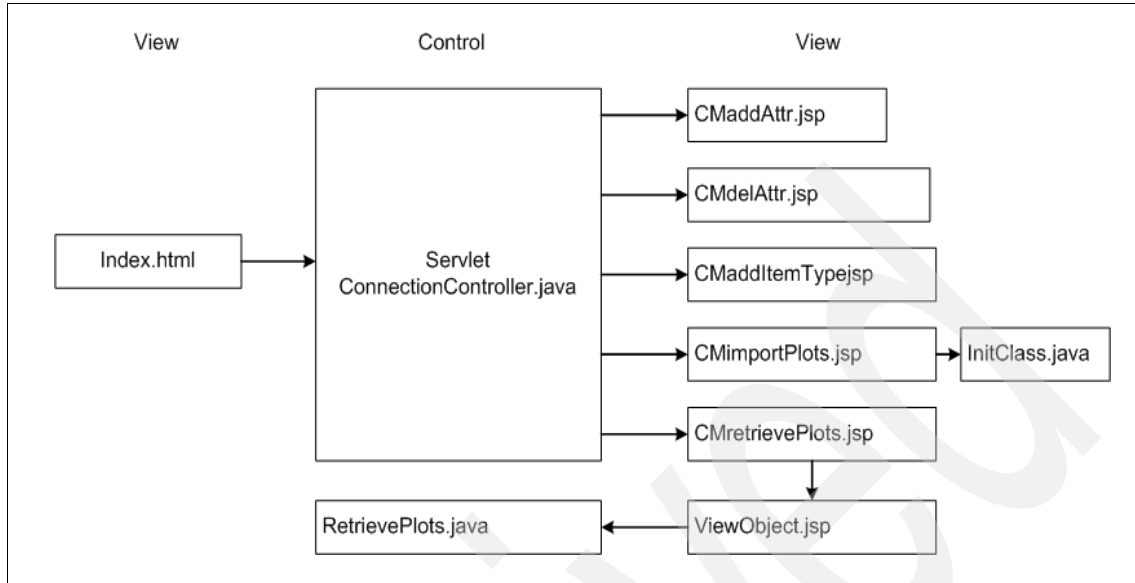 View
Control
View
Index.html
Servlet
ConnectionController.java
CMaddAttr.jsp
CMdelAttr.jsp
CMaddItemTypejsp
CMimportPlots.jsp
InitClass.java
CMretrievePlots.jsp
RetrievePlots.java
ViewObject.jsp